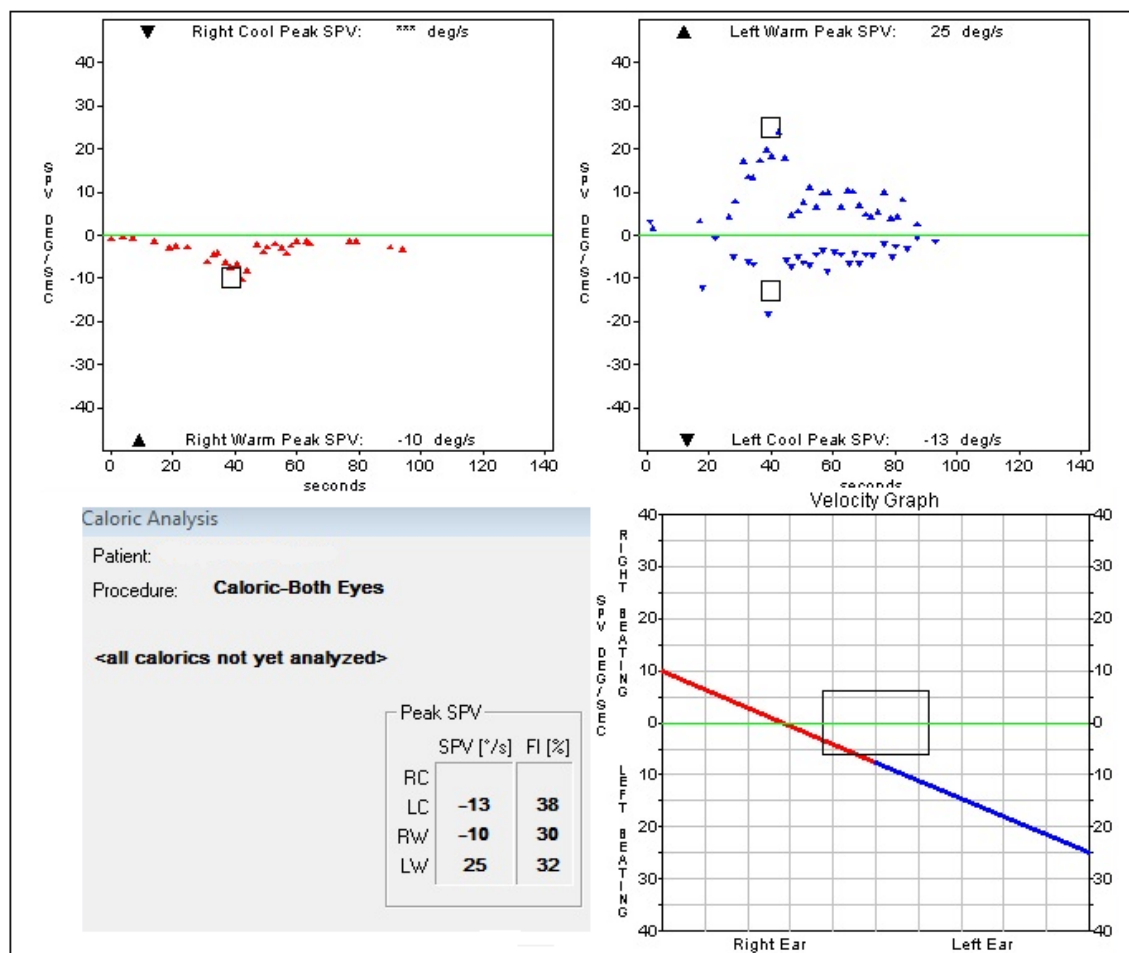 Right Cool Peak SPV: *** deg/s
40
30
20
10
0
-10
-20
-30
-40
SPV DEG/SEC
Right Warm Peak SPV: -10 deg/s
0 20 40 60 80 100 120 140
seconds
Left Warm Peak SPV: 25 deg/s
40
30
20
10
0
-10
-20
-30
-40
SPV DEG/SEC
Left Cool Peak SPV: -13 deg/s
0 20 40 60 80 100 120 140
seconds
Caloric Analysis
Patient:
Procedure: Caloric-Both Eyes
<all calorics not yet analyzed>
Peak SPV
SPV [°/s] FI [%]
RC
LC -13 38
RW -10 30
LW 25 32
Velocity Graph
40 40
30 30
20 20
10 10
0 0
10 10
20 20
30 30
40 40
SPV DEG/SEC
RIGHT BEATING
LEFT BEATING
Right Ear Left Ear